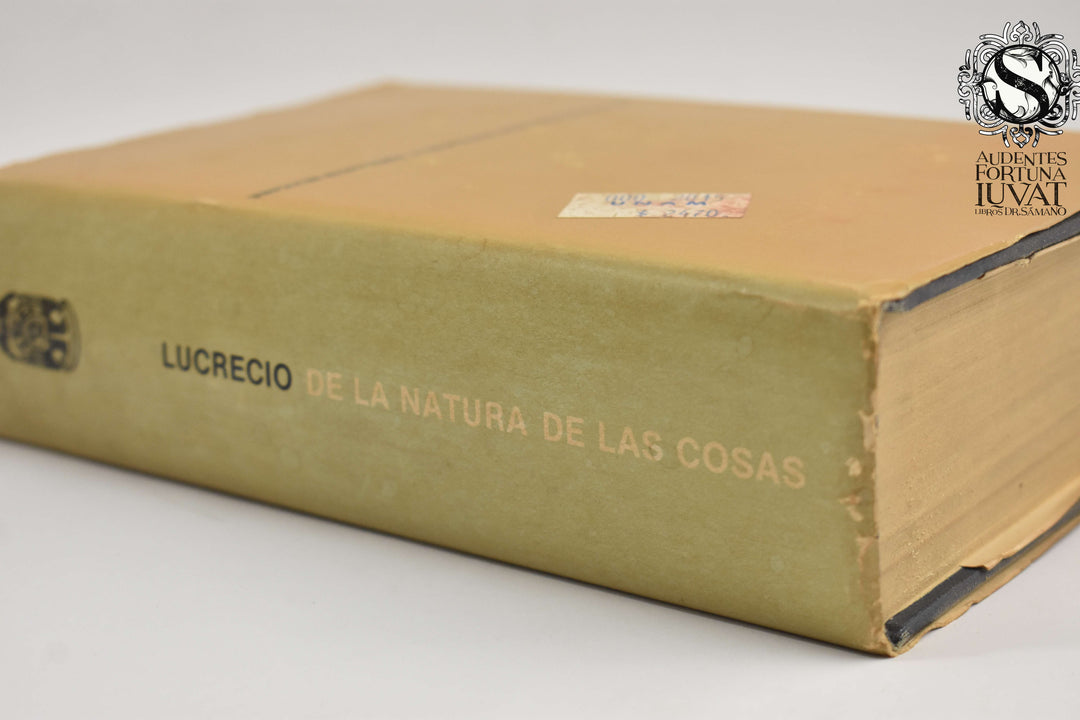 S
AUDENTES
FORTUNA
IUVAT
LIBROS DR. SÁMANO
LUCRECIO DE LA NATURA DE LAS COSAS